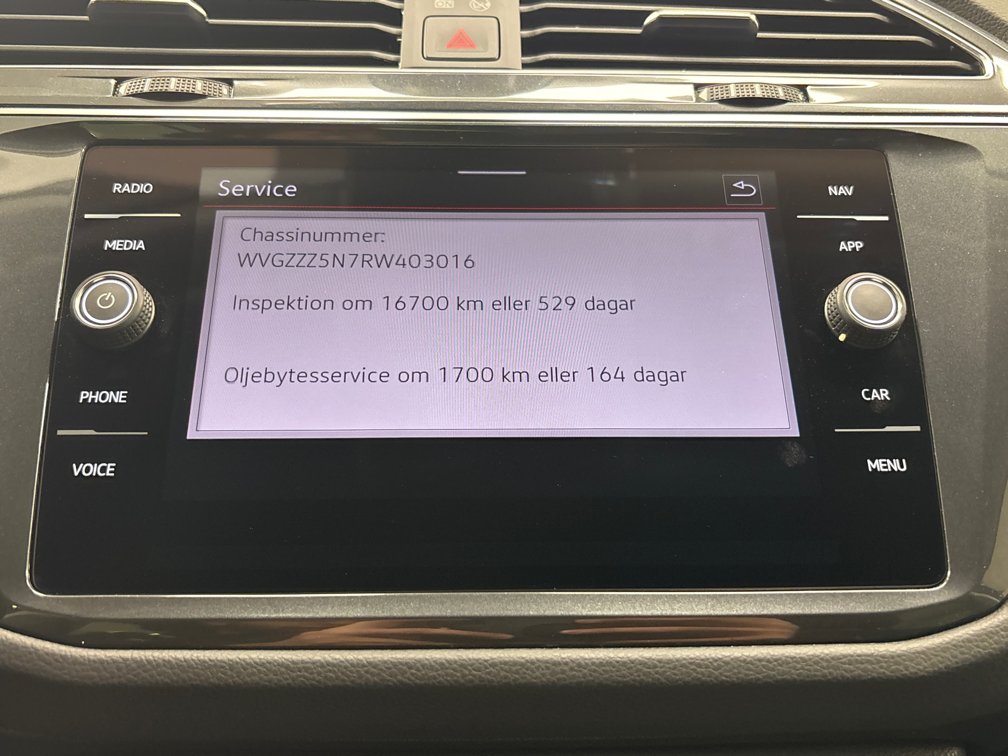 ON
RADIO
MEDIA
PHONE
VOICE
Service
Chassinummer:
WVGZZZ5N7RW403016
Inspektion om 16700 km eller 529 dagar
Oljebytesservice om 1700 km eller 164 dagar
NAV
APP
CAR
MENU